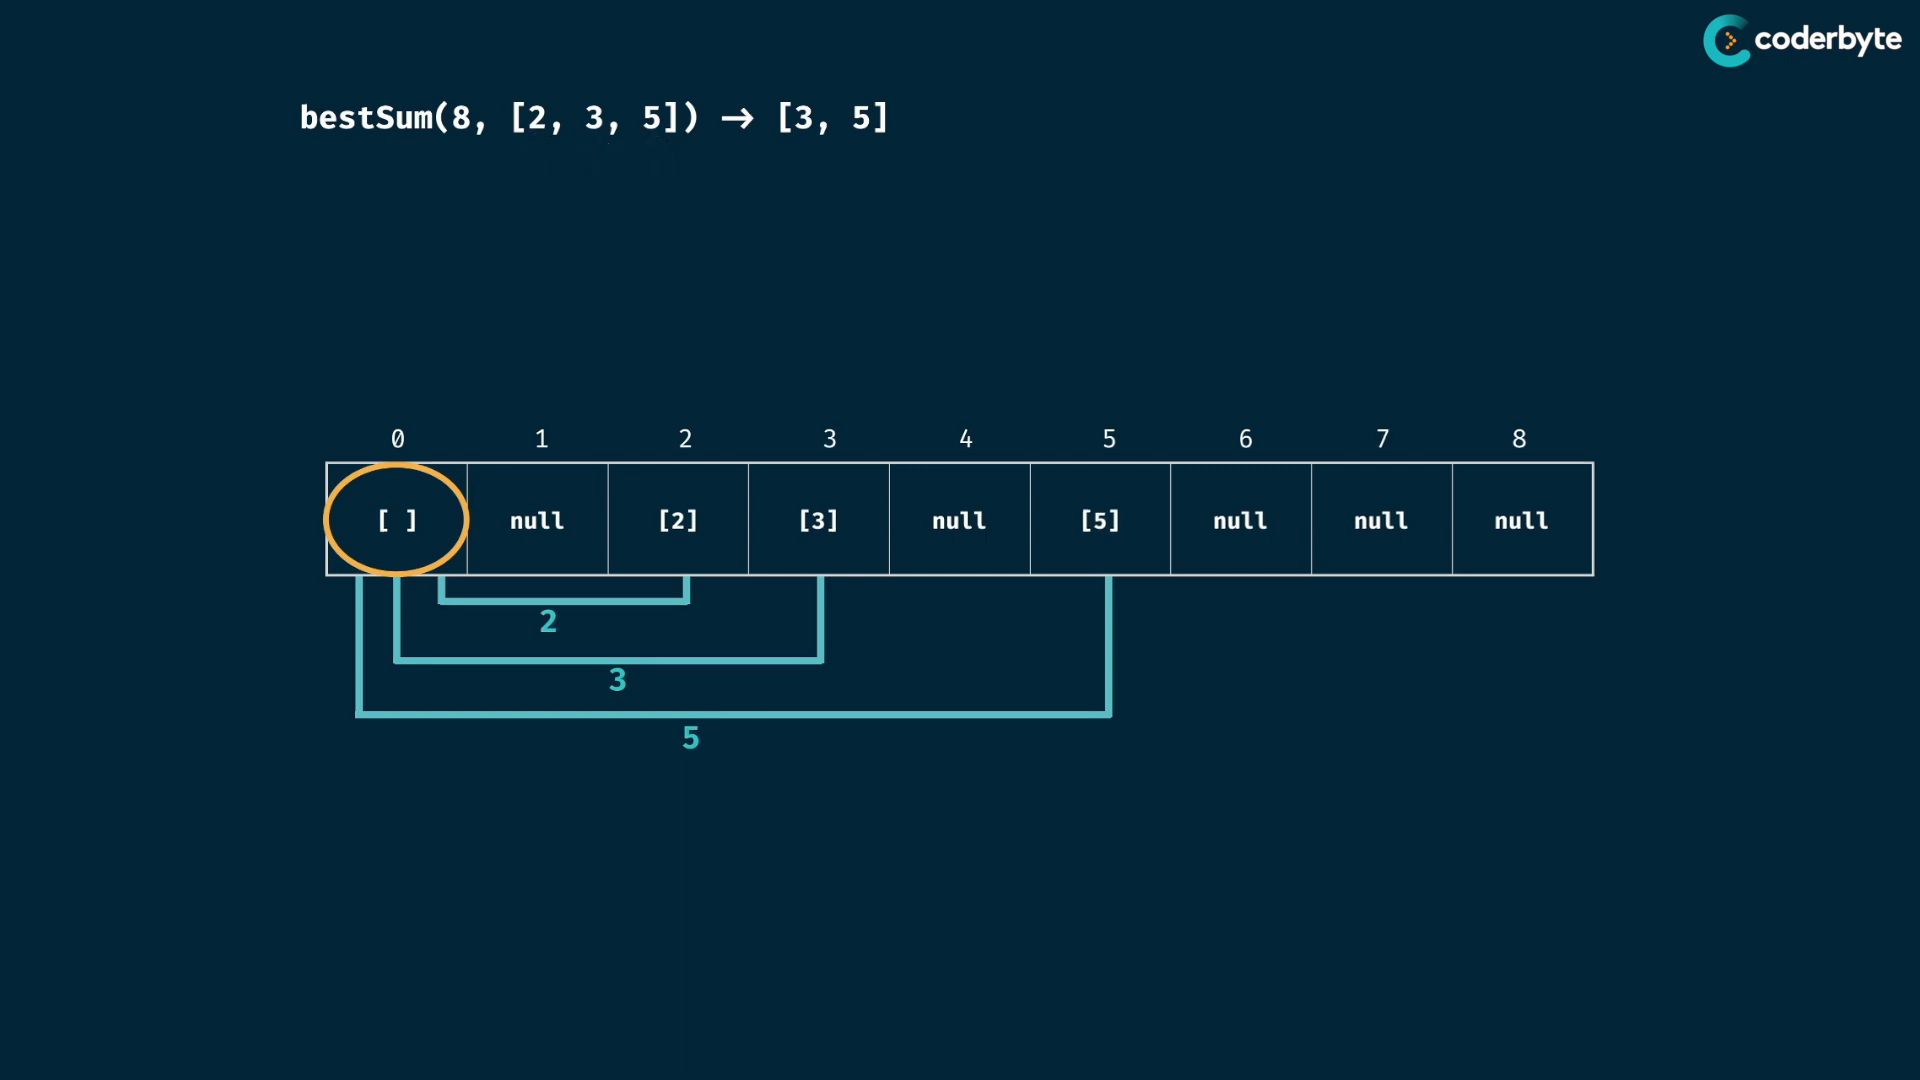 coderbyte
bestSum(8, [2, 3, 5]) → [3, 5]
0 1 2 3 4 5 6 7 8
[ ] null [2] [3] null [5] null null null
2
3
5